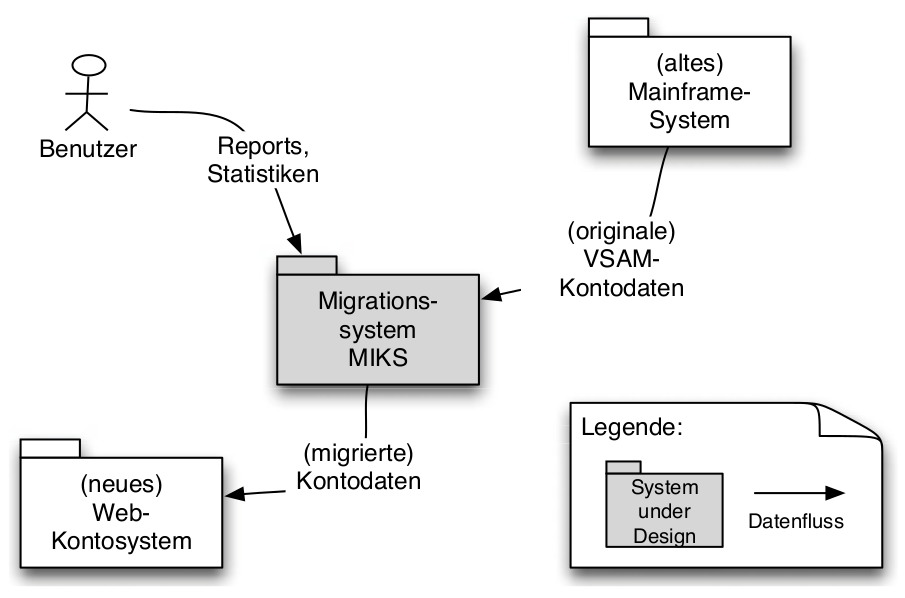 (altes)
Mainframe-
System
Benutzer
Reports,
Statistiken
(originale)
VSAM-
Kontodaten
Migrations-
system
MIKS
(migrierte)
Kontodaten
(neues)
Web-
Kontosystem
Legende:
System
under
Design
Datenfluss